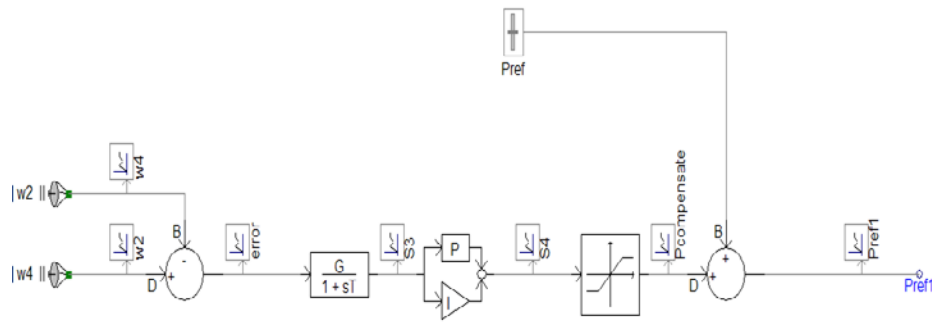 Pref
w4
|w2 ||
B
-
w2
error
S3
P
S4
Pcompensate
B
+
Pref1
|w4 ||
D
+
G
1 + sT
I
D
+
Pref1